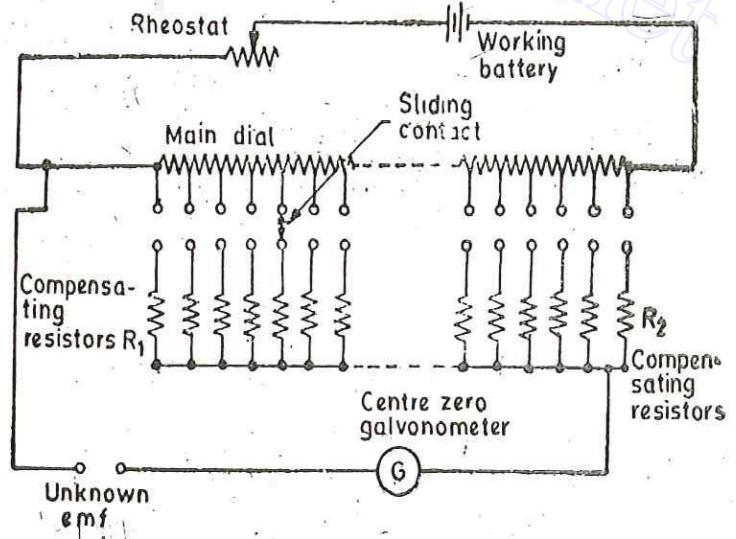 Rheostat
Working
battery
Sliding
contact
Main dial
Compensa-
ting
resistors R₁
R₂
Compen-
sating
resistors
Centre zero
galvonometer
G
Unknown
emf